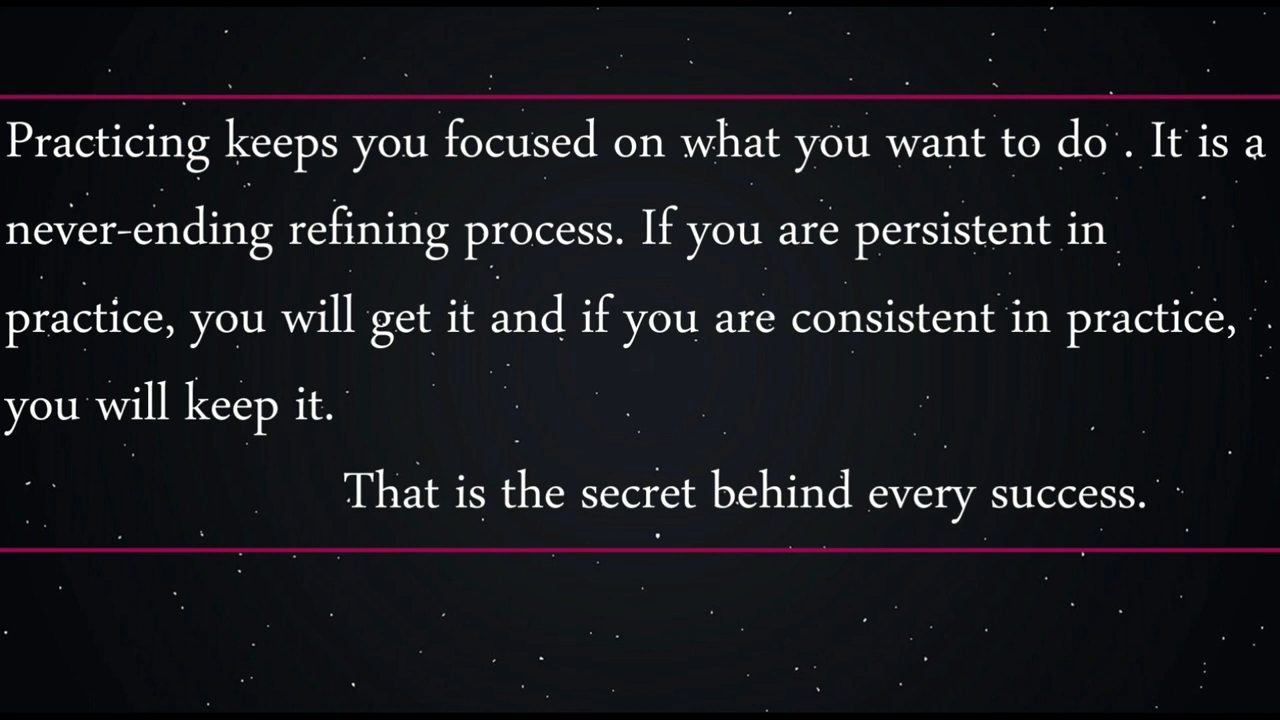 Practicing keeps you focused on what you want to do . It is a
never-ending refining process. If you are persistent in
practice, you will get it and if you are consistent in practice,
you will keep it.
That is the secret behind every success.